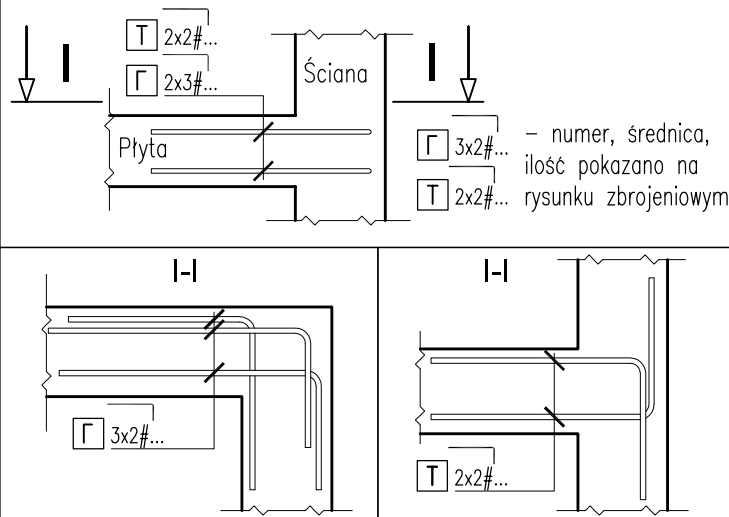 T 2x2#...
Γ 2x3#...
I
Ściana
I
Płyta
Γ 3x2#...
T 2x2#...
– numer, średnica,
ilość pokazano na
rysunku zbrojeniowym
I-I
Γ 3x2#...
I-I
T 2x2#...